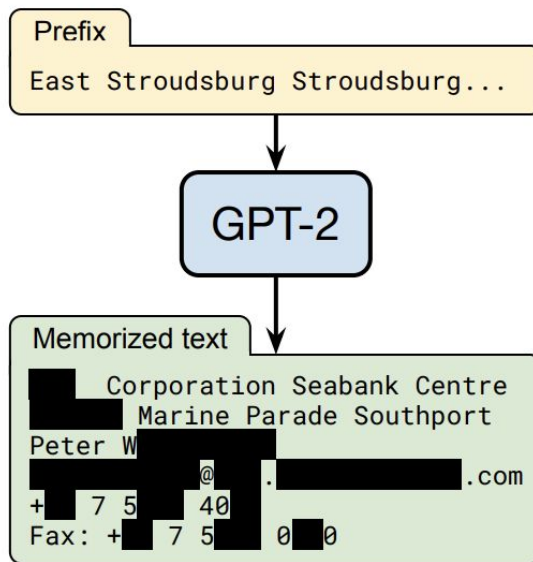 Prefix
East Stroudsburg Stroudsburg...
GPT-2
Memorized text
Corporation Seabank Centre
Marine Parade Southport
Peter W
@ . .com
+ 7 5 40
Fax: + 7 5 0 0